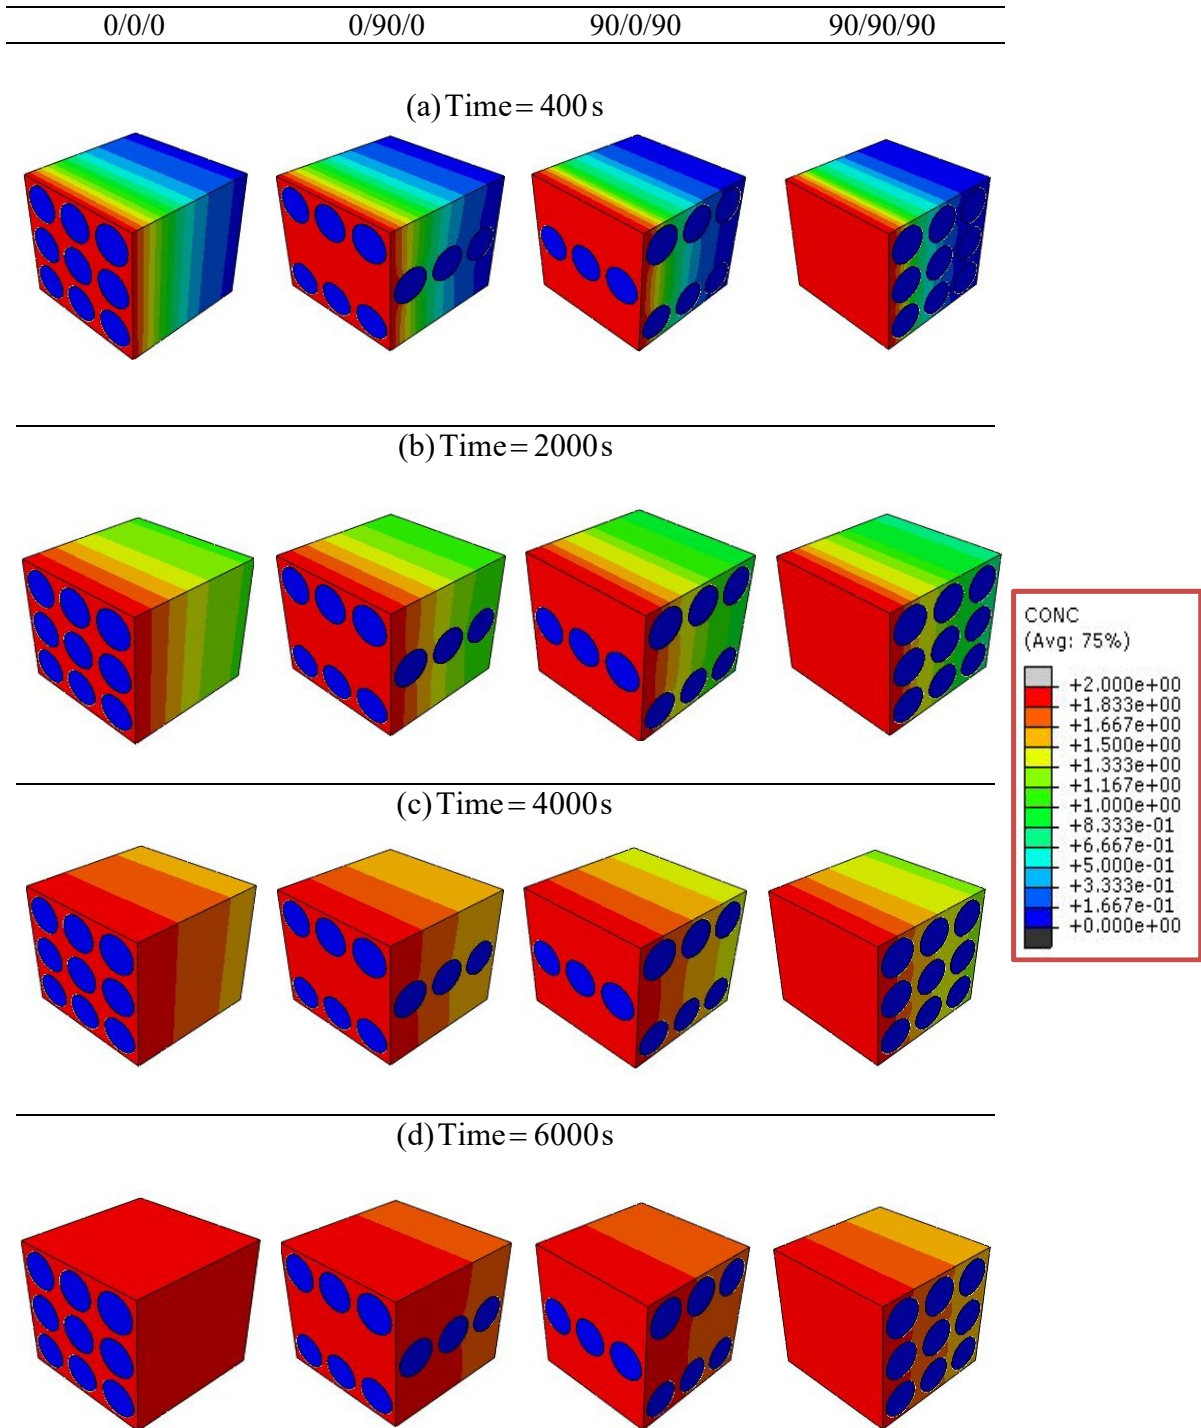 0/0/0 0/90/0 90/0/90 90/90/90
(a) Time = 400 s
(b) Time = 2000 s
(c) Time = 4000 s
(d) Time = 6000 s
CONC
(Avg: 75%)
+2.000e+00
+1.833e+00
+1.667e+00
+1.500e+00
+1.333e+00
+1.167e+00
+1.000e+00
+8.333e-01
+6.667e-01
+5.000e-01
+3.333e-01
+1.667e-01
+0.000e+00